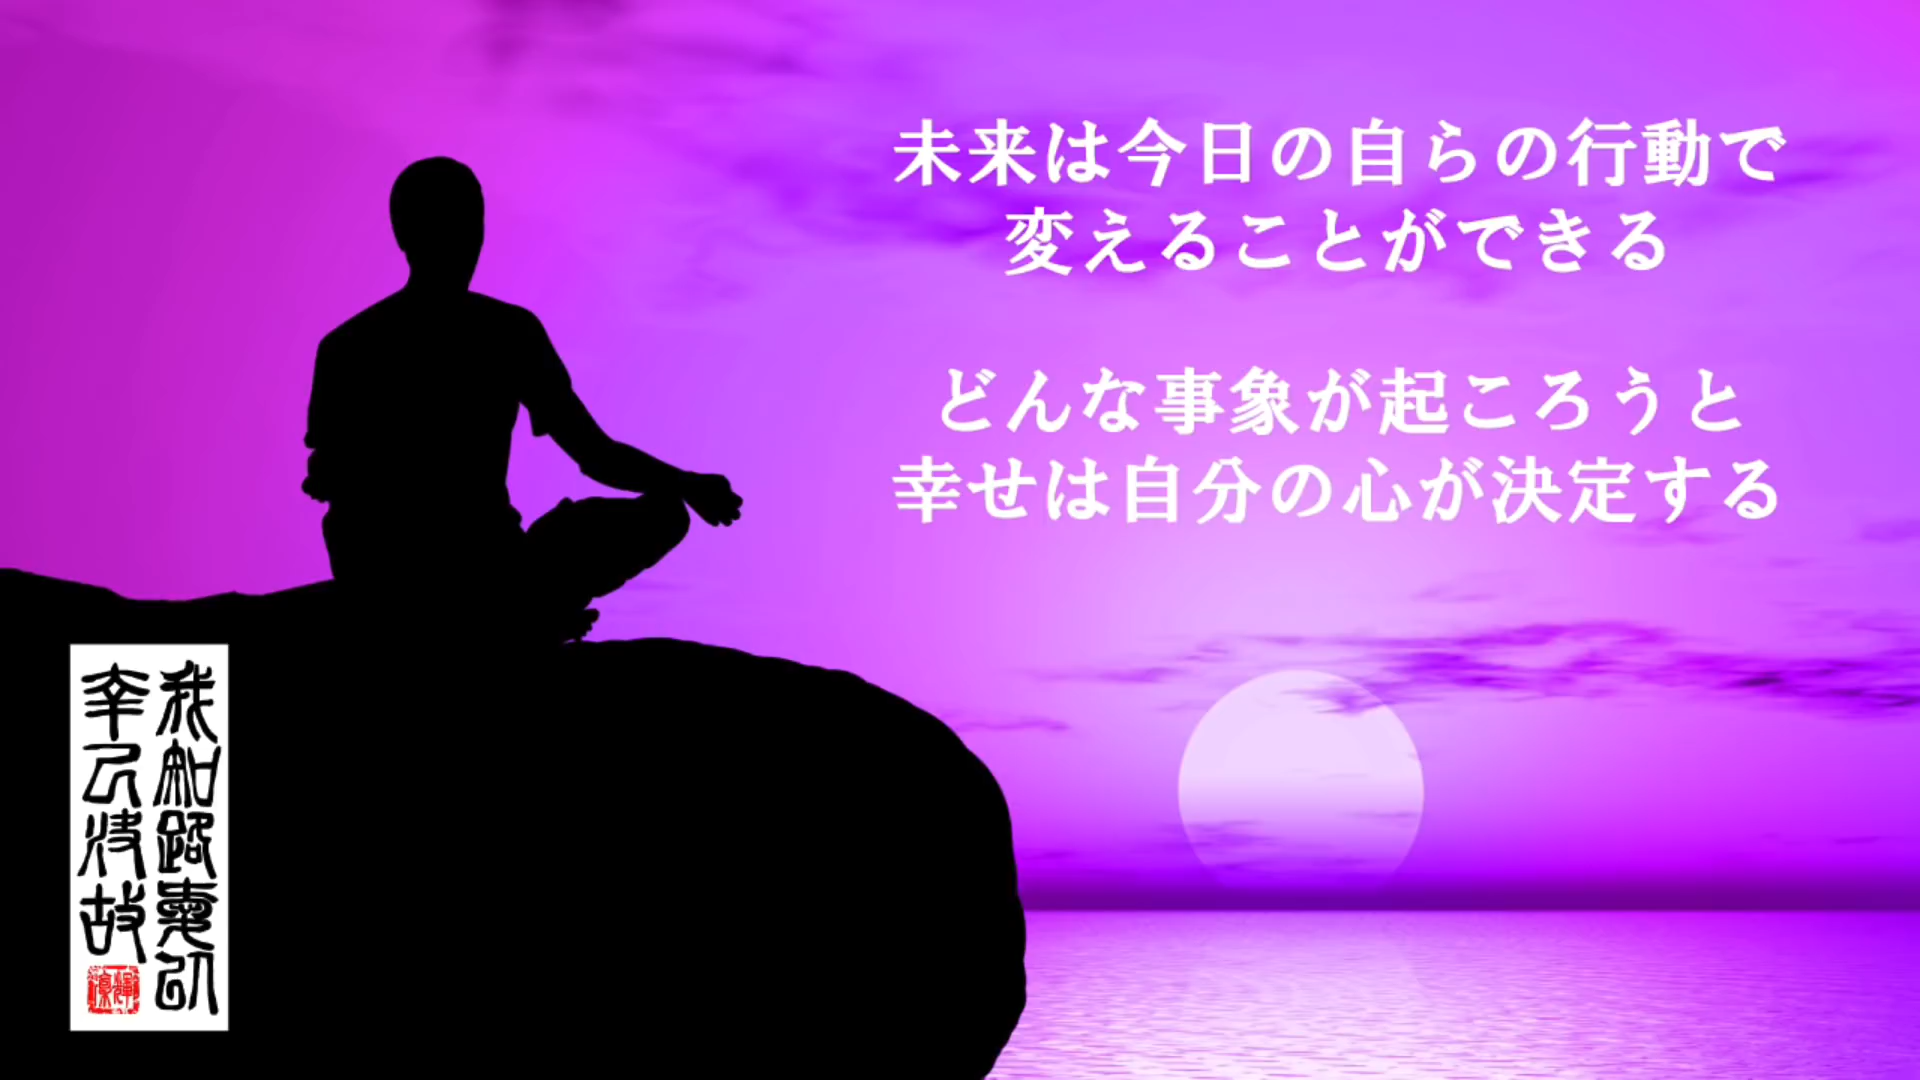 未来は今日の自らの行動で
変えることができる
どんな事象が起ころうと
幸せは自分の心が決定する